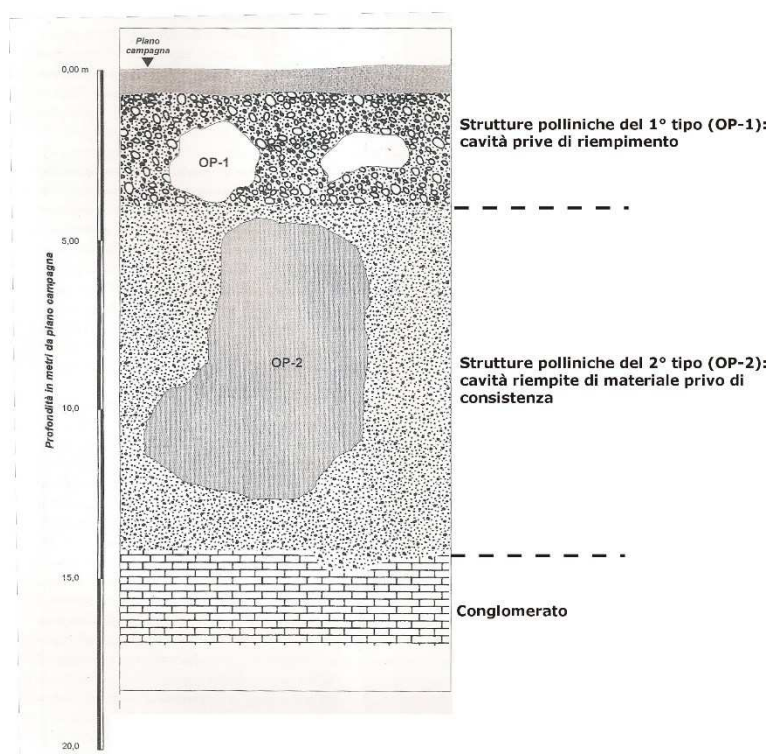 Piano
campagna
0,00 m
Strutture polliniche del 1° tipo (OP-1):
cavità prive di riempimento
OP-1
5,00
Profondità in metri da piano campagna
OP-2
Strutture polliniche del 2° tipo (OP-2):
cavità riempite di materiale privo di
consistenza
10,0
15,0
Conglomerato
20,0